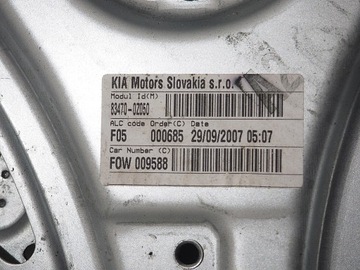 KIA Motors Slovakia s.r.o.
Modul Id(M)
83470-0Z050
ALC code Order(C) Date
F05 000685 29/09/2007 05:07
Car Number (C)
FOW 009588